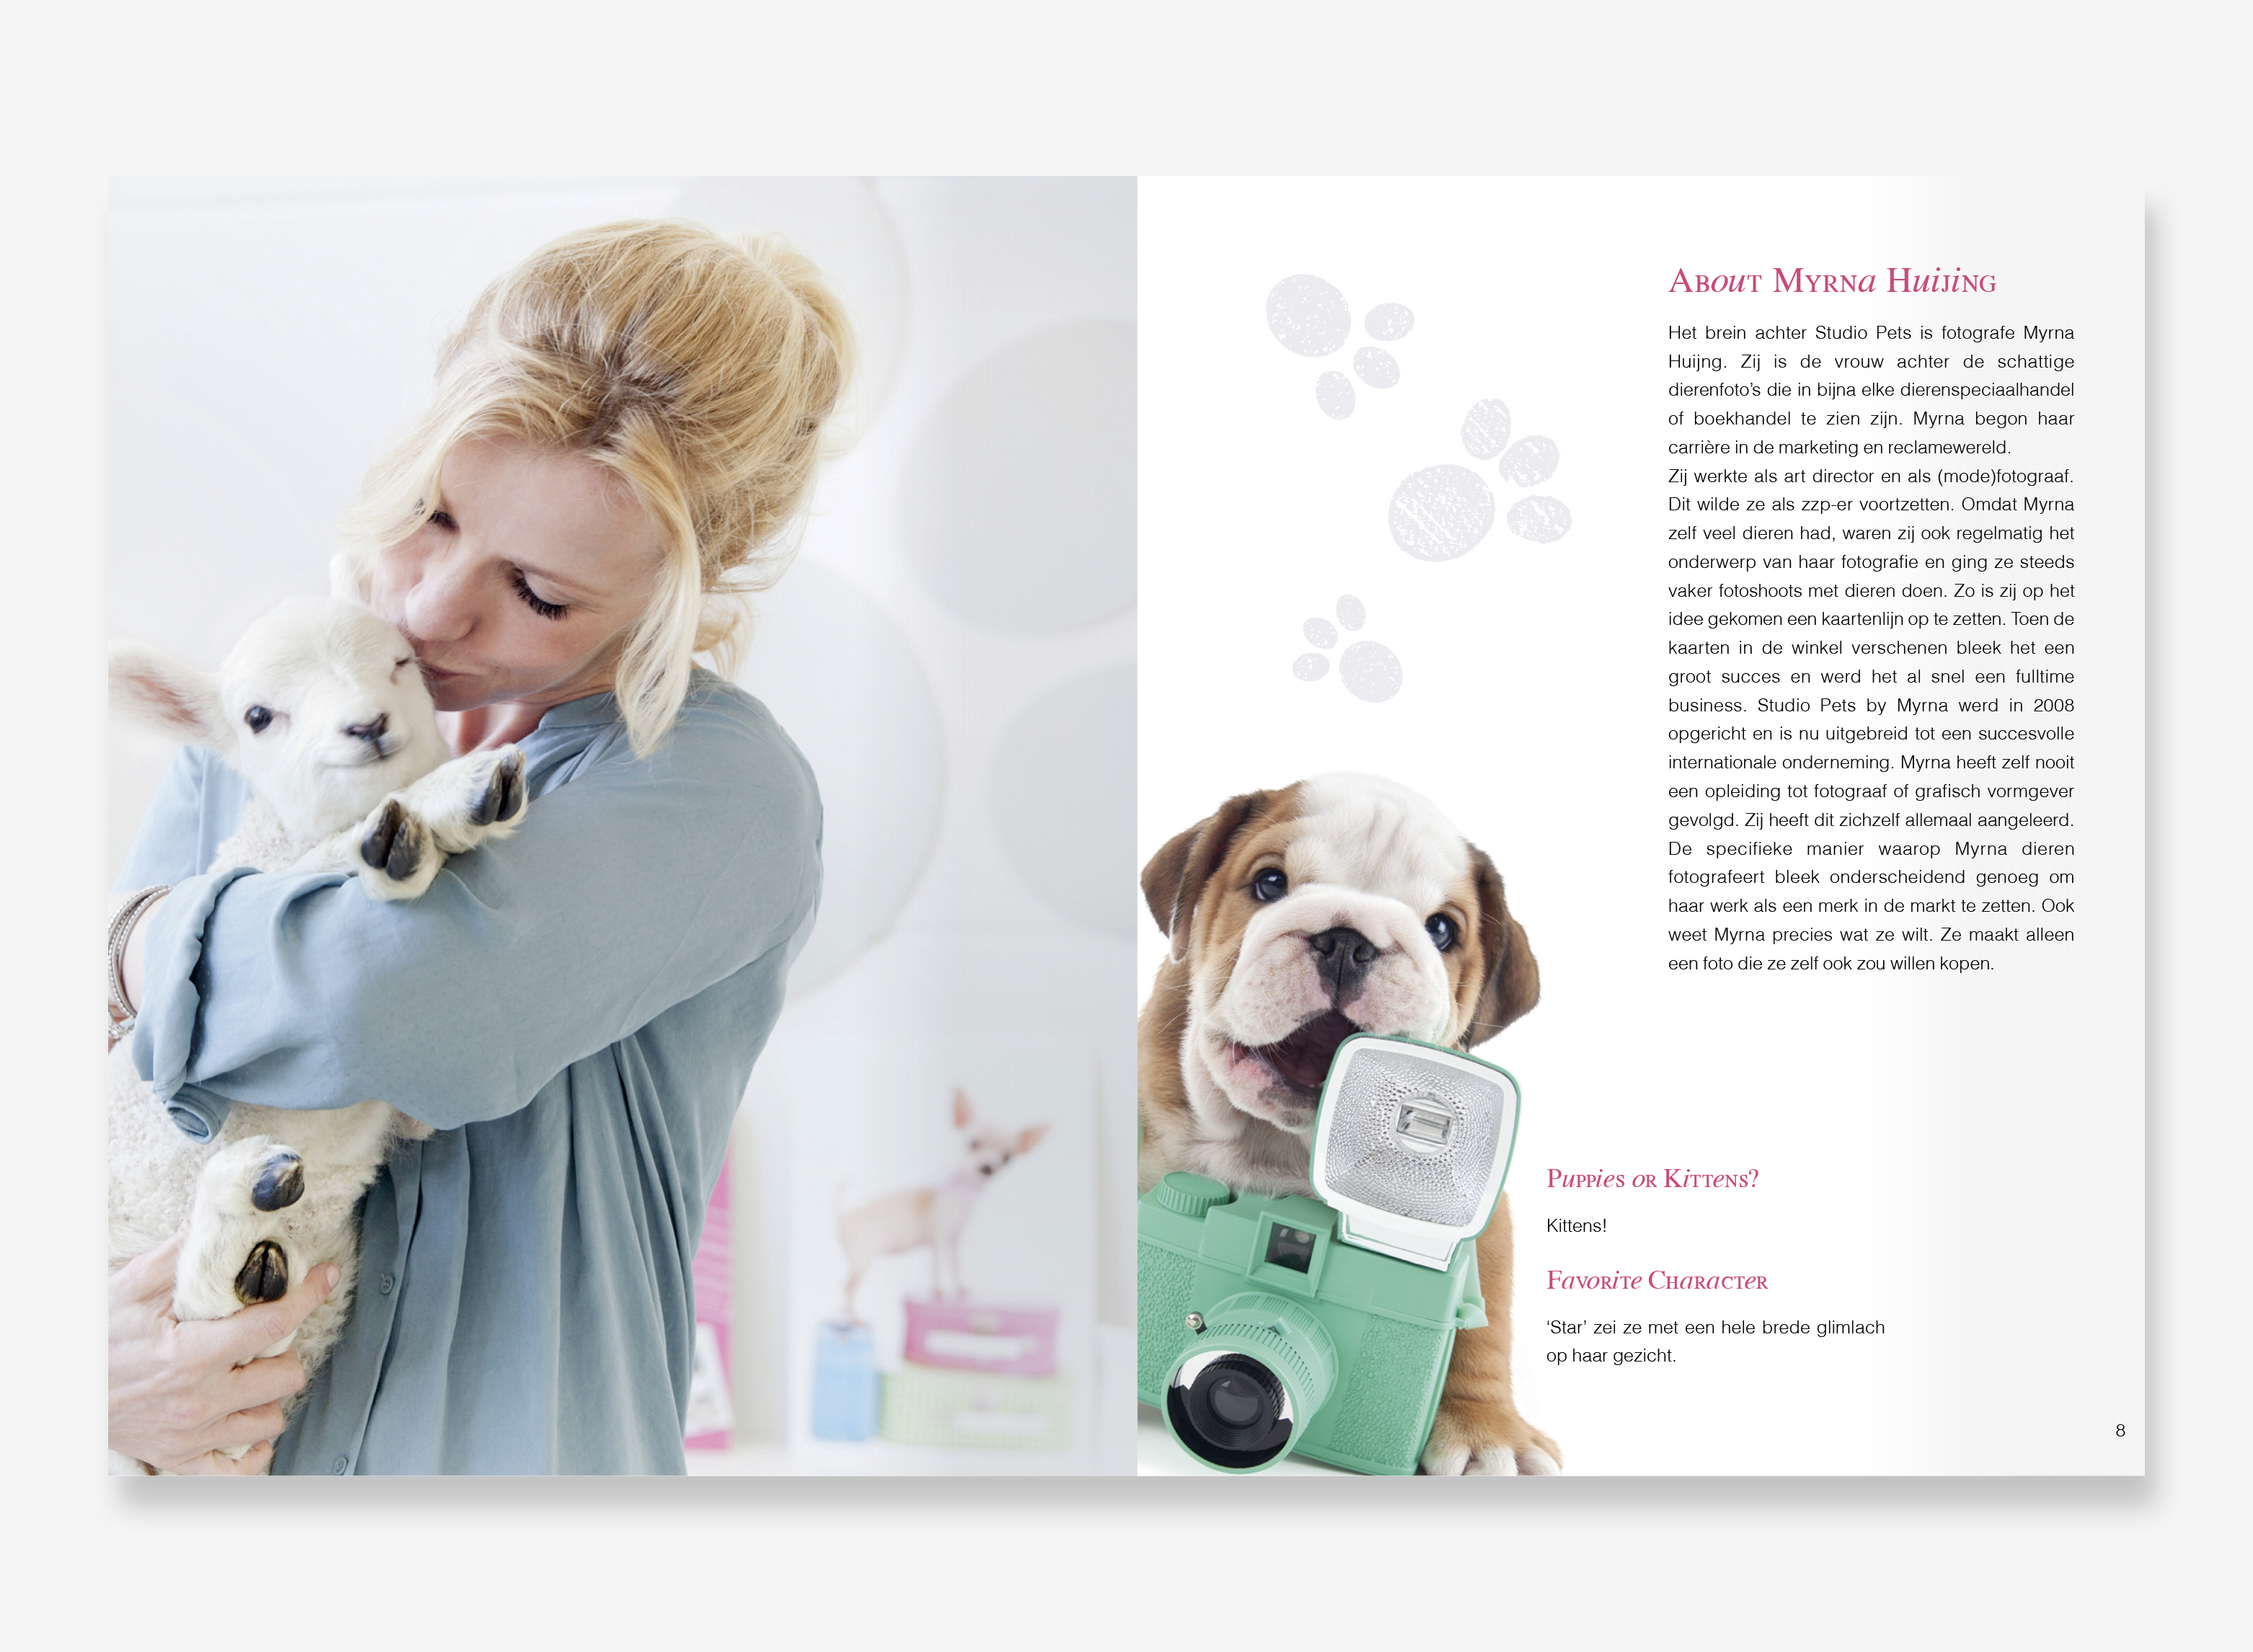 About Myrna Huijing
Het brein achter Studio Pets is fotografe Myrna
Huijng. Zij is de vrouw achter de schattige
dierenfoto's die in bijna elke dierenspeciaalhandel
of boekhandel te zien zijn. Myrna begon haar
carrière in de marketing en reclamewereld.
Zij werkte als art director en als (mode)fotograaf.
Dit wilde ze als zzp-er voortzetten. Omdat Myrna
zelf veel dieren had, waren zij ook regelmatig het
onderwerp van haar fotografie en ging ze steeds
vaker fotoshoots met dieren doen. Zo is zij op het
idee gekomen een kaartenlijn op te zetten. Toen de
kaarten in de winkel verschenen bleek het een
groot succes en werd het al snel een fulltime
business. Studio Pets by Myrna werd in 2008
opgericht en is nu uitgebreid tot een succesvolle
internationale onderneming. Myrna heeft zelf nooit
een opleiding tot fotograaf of grafisch vormgever
gevolgd. Zij heeft dit zichzelf allemaal aangeleerd.
De specifieke manier waarop Myrna dieren
fotografeert bleek onderscheidend genoeg om
haar werk als een merk in de markt te zetten. Ook
weet Myrna precies wat ze wilt. Ze maakt alleen
een foto die ze zelf ook zou willen kopen.
Puppies or Kittens?
Kittens!
Favorite Character
‘Star’ zei ze met een hele brede glimlach
op haar gezicht.
8